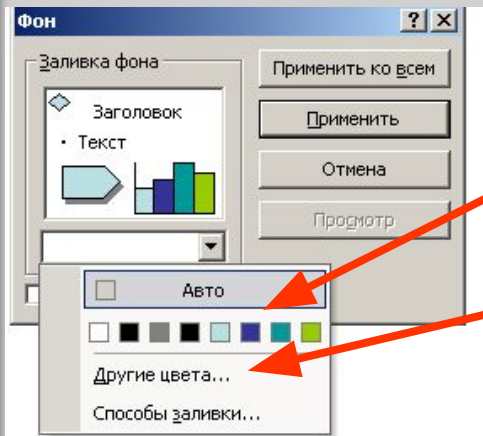 Фон
Заливка фона
Заголовок
• Текст
Применить ко всем
Применить
Отмена
Просмотр
Авто
Другие цвета...
Способы заливки...